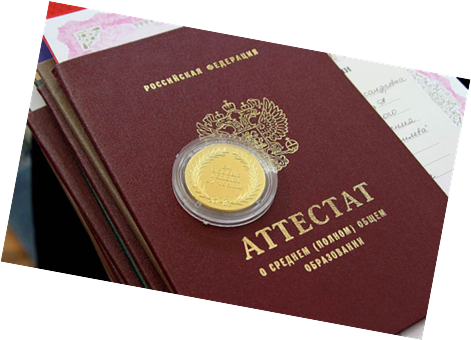 РОССИЙСКАЯ ФЕДЕРАЦИЯ
АТТЕСТАТ
О СРЕДНЕМ (ПОЛНОМ) ОБЩЕМ
ОБРАЗОВАНИИ